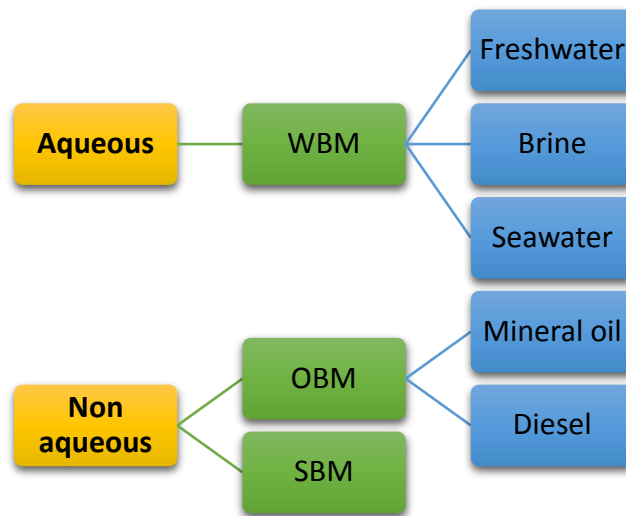 Freshwater
Aqueous
WBM
Brine
Seawater
Mineral oil
OBM
Non
aqueous
Diesel
SBM